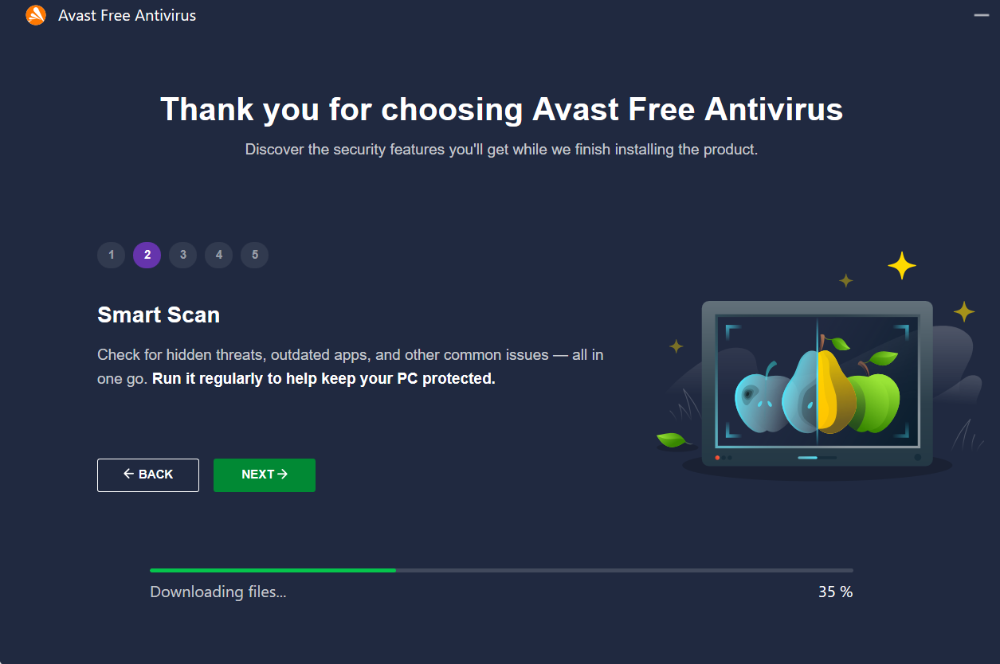 Avast Free Antivirus
Thank you for choosing Avast Free Antivirus
Discover the security features you'll get while we finish installing the product.
1 2 3 4 5
Smart Scan
Check for hidden threats, outdated apps, and other common issues — all in
one go. Run it regularly to help keep your PC protected.
← BACK NEXT →
Downloading files... 35 %